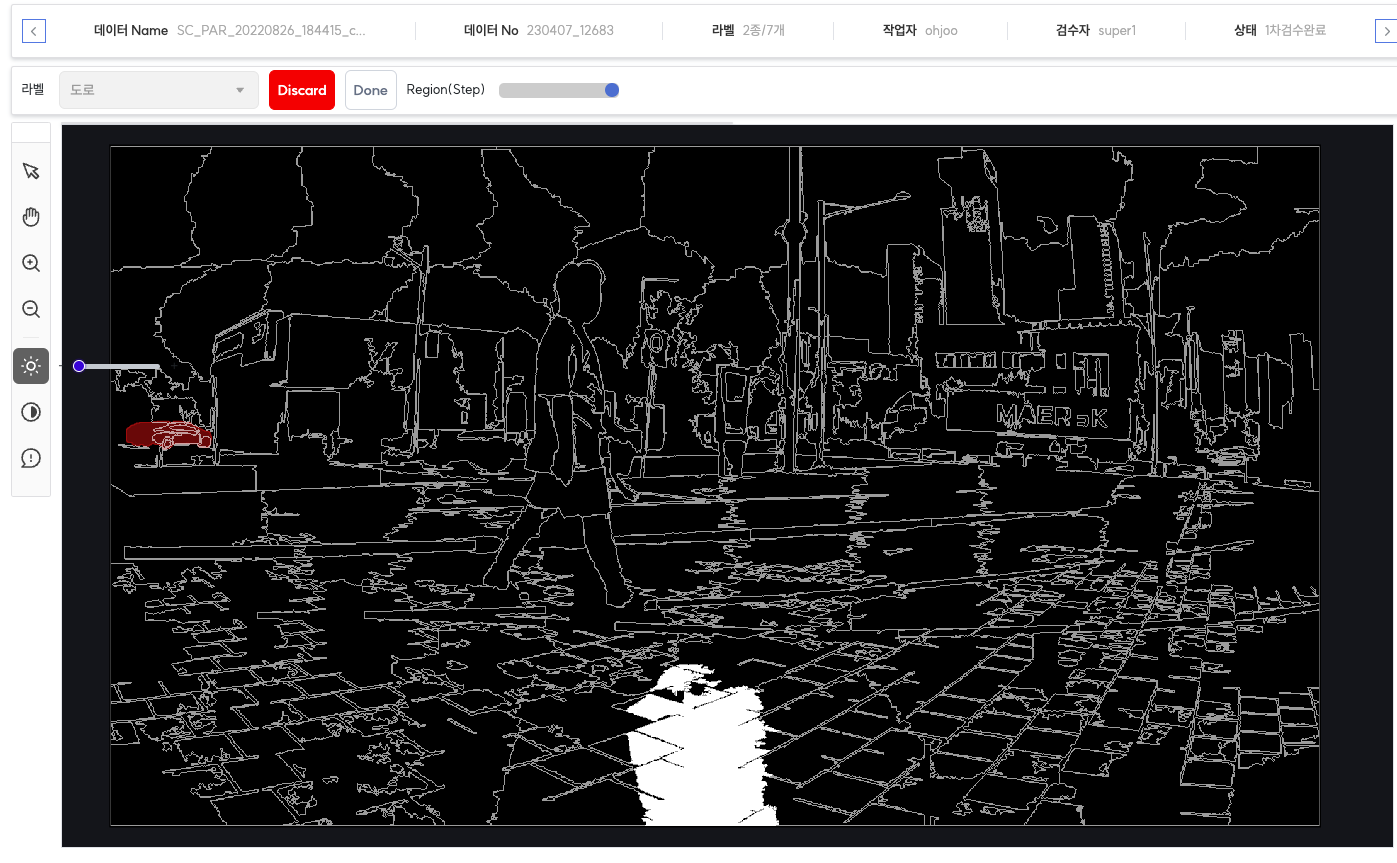 데이터 Name SC_PAR_20220826_184415_c... 데이터 No 230407_12683 라벨 2종/7개 작업자 ohjoo 검수자 super1 상태 1차검수완료
라벨 도로 Discard Done Region(Step)
MAERSK